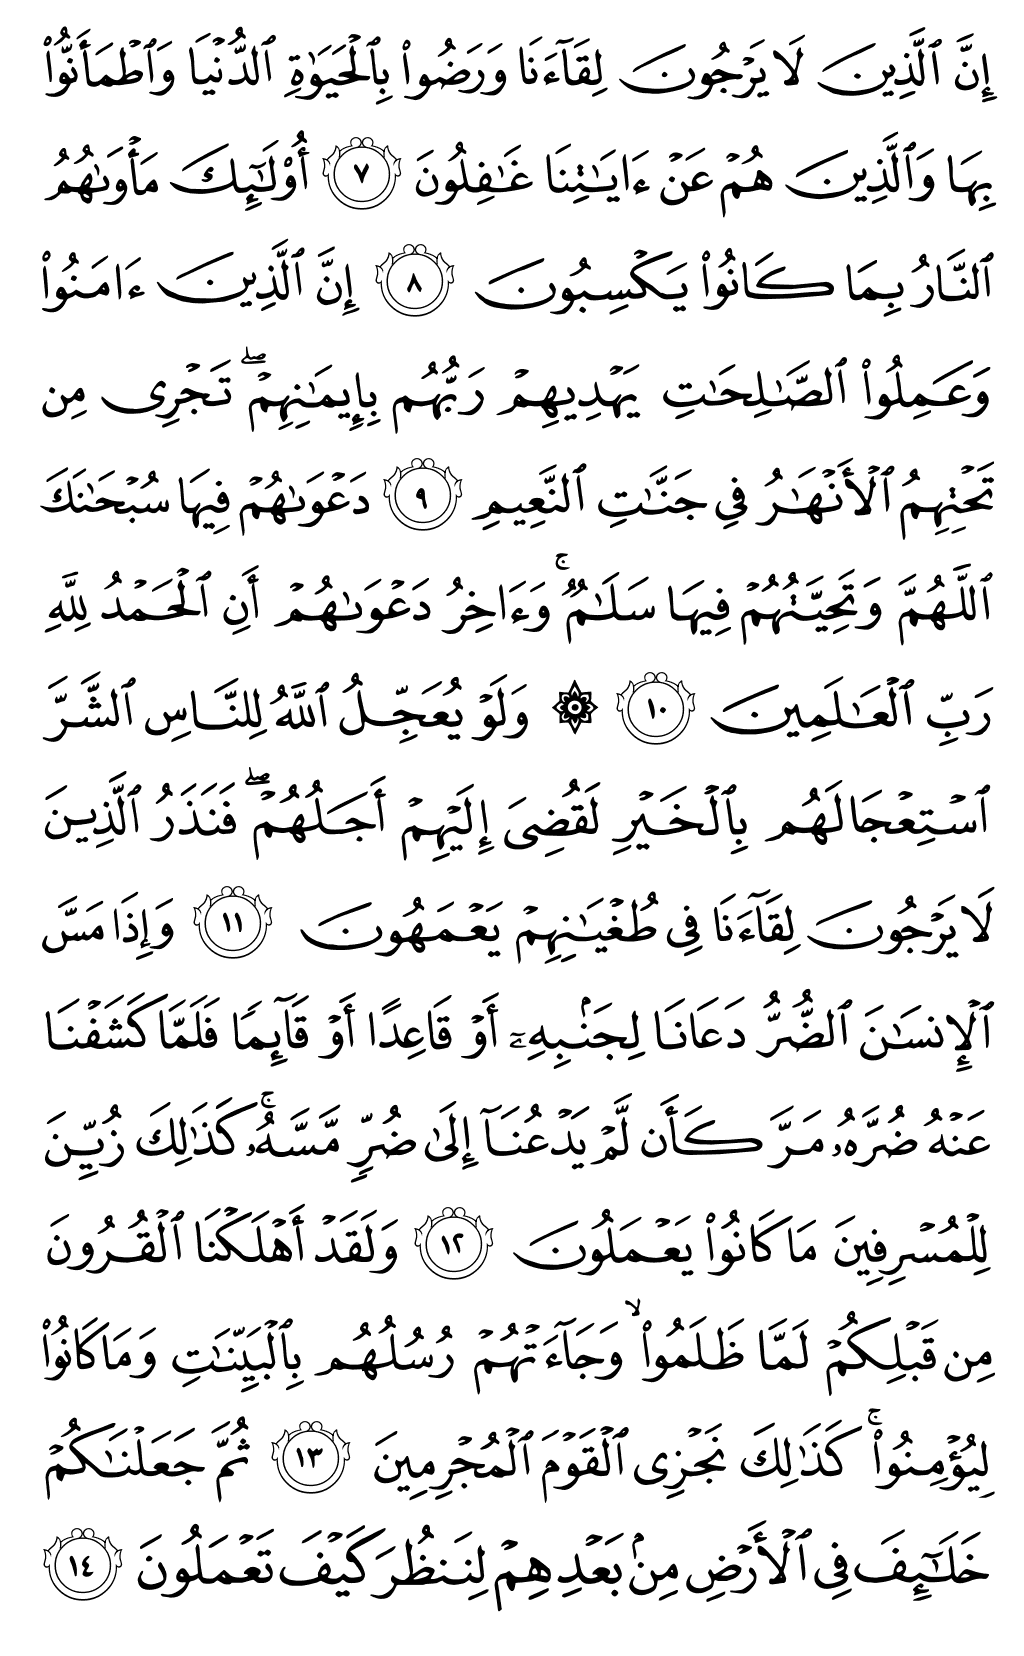 إِنَّ ٱلَّذِينَ لَا يَرْجُونَ لِقَآءَنَا وَرَضُوا۟ بِٱلْحَيَوٰةِ ٱلدُّنْيَا وَٱطْمَأَنُّوا۟
بِهَا وَٱلَّذِينَ هُمْ عَنْ ءَايَٰتِنَا غَٰفِلُونَ ٧ أُو۟لَٰٓئِكَ مَأْوَىٰهُمُ
ٱلنَّارُ بِمَا كَانُوا۟ يَكْسِبُونَ ٨ إِنَّ ٱلَّذِينَ ءَامَنُوا۟
وَعَمِلُوا۟ ٱلصَّٰلِحَٰتِ يَهْدِيهِمْ رَبُّهُم بِإِيمَٰنِهِمْ ۖ تَجْرِى مِن
تَحْتِهِمُ ٱلْأَنْهَٰرُ فِى جَنَّٰتِ ٱلنَّعِيمِ ٩ دَعْوَىٰهُمْ فِيهَا سُبْحَٰنَكَ
ٱللَّهُمَّ وَتَحِيَّتُهُمْ فِيهَا سَلَٰمٌ ۚ وَءَاخِرُ دَعْوَىٰهُمْ أَنِ ٱلْحَمْدُ لِلَّهِ
رَبِّ ٱلْعَٰلَمِينَ ١٠ ۞ وَلَوْ يُعَجِّلُ ٱللَّهُ لِلنَّاسِ ٱلشَّرَّ
ٱسْتِعْجَالَهُم بِٱلْخَيْرِ لَقُضِىَ إِلَيْهِمْ أَجَلُهُمْ ۖ فَنَذَرُ ٱلَّذِينَ
لَا يَرْجُونَ لِقَآءَنَا فِى طُغْيَٰنِهِمْ يَعْمَهُونَ ١١ وَإِذَا مَسَّ
ٱلْإِنسَٰنَ ٱلضُّرُّ دَعَانَا لِجَنۢبِهِۦٓ أَوْ قَاعِدًا أَوْ قَآئِمًا فَلَمَّا كَشَفْنَا
عَنْهُ ضُرَّهُۥ مَرَّ كَأَن لَّمْ يَدْعُنَآ إِلَىٰ ضُرٍّ مَّسَّهُۥ ۚ كَذَٰلِكَ زُيِّنَ
لِلْمُسْرِفِينَ مَا كَانُوا۟ يَعْمَلُونَ ١٢ وَلَقَدْ أَهْلَكْنَا ٱلْقُرُونَ
مِن قَبْلِكُمْ لَمَّا ظَلَمُوا۟ ۙ وَجَآءَتْهُمْ رُسُلُهُم بِٱلْبَيِّنَٰتِ وَمَا كَانُوا۟
لِيُؤْمِنُوا۟ ۚ كَذَٰلِكَ نَجْزِى ٱلْقَوْمَ ٱلْمُجْرِمِينَ ١٣ ثُمَّ جَعَلْنَٰكُمْ
خَلَٰٓئِفَ فِى ٱلْأَرْضِ مِنۢ بَعْدِهِمْ لِنَنظُرَ كَيْفَ تَعْمَلُونَ ١٤